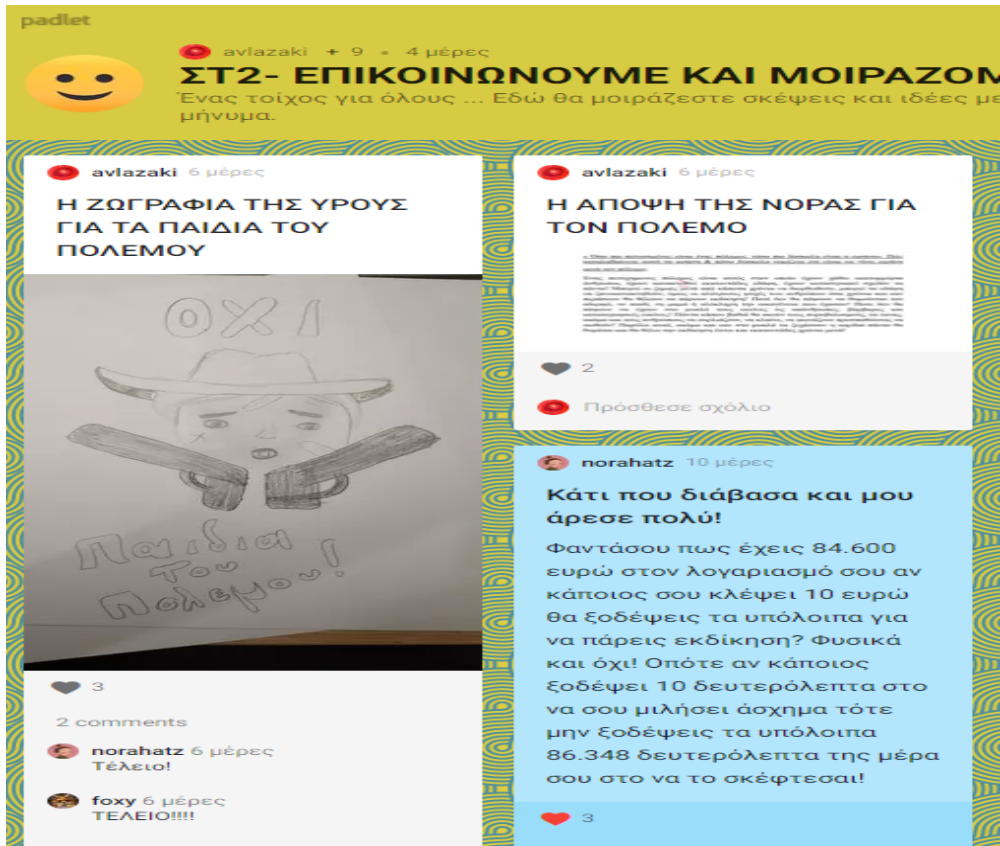 padlet
avlazaki + 9 • 4 μέρες
ΣΤ2- ΕΠΙΚΟΙΝΩΝΟΥΜΕ ΚΑΙ ΜΟΙΡΑΖΟΜ
Ένας τοίχος για όλους ... Εδώ θα μοιράζεστε σκέψεις και ιδέες με
μήνυμα.
avlazaki 6 μέρες
Η ΖΩΓΡΑΦΙΑ ΤΗΣ ΥΡΟΥΣ
ΓΙΑ ΤΑ ΠΑΙΔΙΑ ΤΟΥ
ΠΟΛΕΜΟΥ
ΟΧΙ
Παιδιά
Του
Πολέμου!
3
2 comments
norahatz 6 μέρες
Τέλειο!
foxy 6 μέρες
ΤΕΛΕΙΟ!!!!
avlazaki 6 μέρες
Η ΑΠΟΨΗ ΤΗΣ ΝΟΡΑΣ ΓΙΑ
ΤΟΝ ΠΟΛΕΜΟ
2
Πρόσθεσε σχόλιο
norahatz 10 μέρες
Κάτι που διάβασα και μου
άρεσε πολύ!
Φαντάσου πως έχεις 84.600
ευρώ στον λογαριασμό σου αν
κάποιος σου κλέψει 10 ευρώ
θα ξοδέψεις τα υπόλοιπα για
να πάρεις εκδίκηση? Φυσικά
και όχι! Οπότε αν κάποιος
ξοδέψει 10 δευτερόλεπτα στο
να σου μιλήσει άσχημα τότε
μην ξοδέψεις τα υπόλοιπα
86.348 δευτερόλεπτα της μέρα
σου στο να το σκέφτεσαι!
3